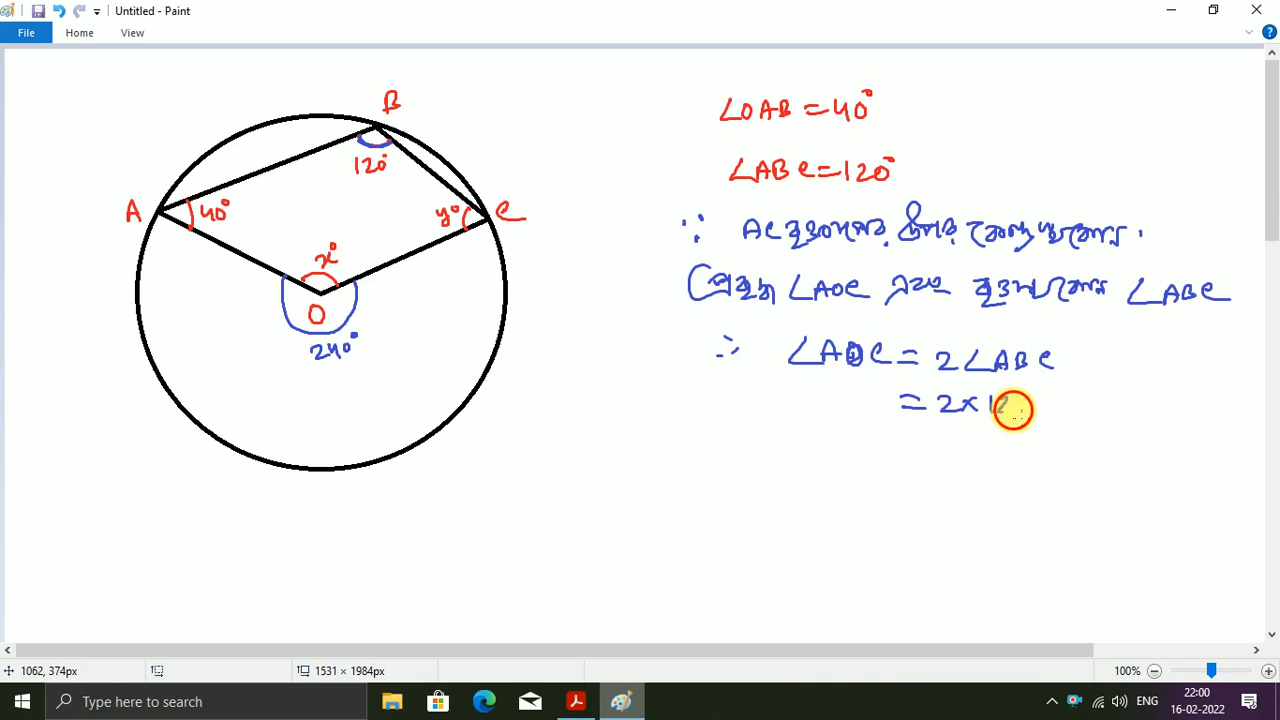 Untitled - Paint
File Home View
B
120°
A 40° y° C
x°
O
240°
∠OAB = 40°
∠ABC = 120°
∵ AC বৃত্তচাপের উপর কেন্দ্রস্থ কোণ
∠AOC এবং বৃত্তস্থ কোণ ∠ABC
∴ ∠AOC = 2∠ABC
= 2×12
1062, 374px 1531 × 1984px 100%
Type here to search ENG 22:00
16-02-2022